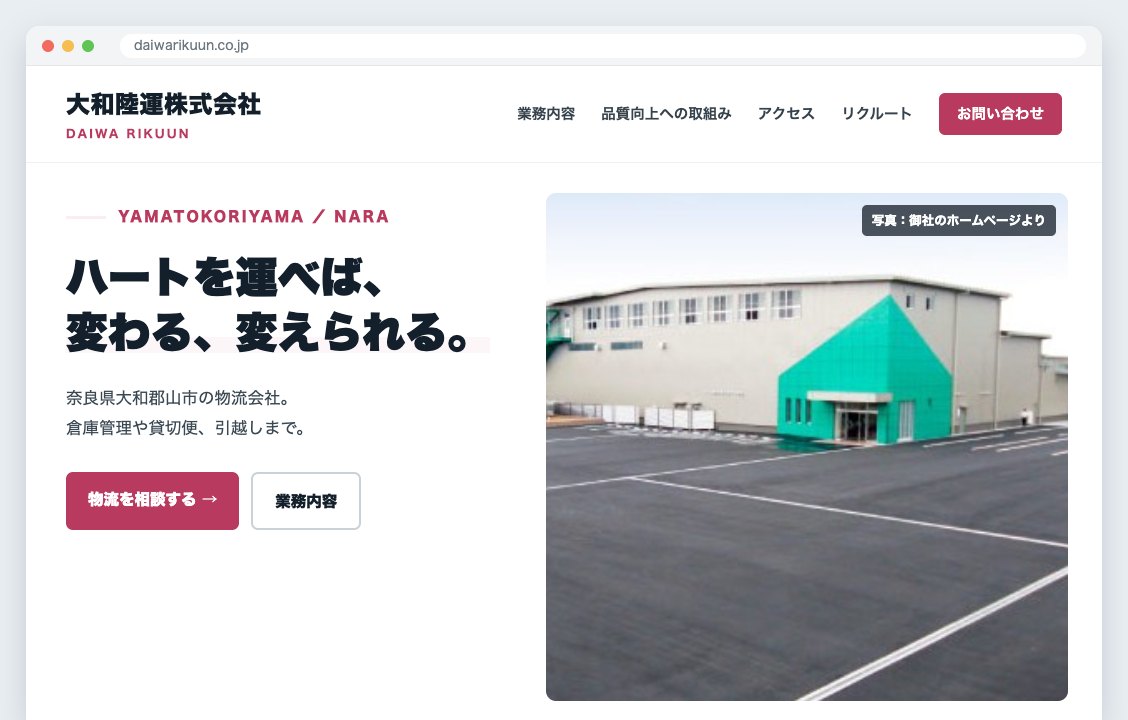 daiwarikuun.co.jp
大和陸運株式会社
DAIWA RIKUUN
業務内容
品質向上への取組み
アクセス
リクルート
お問い合わせ
YAMATOKORIYAMA ／ NARA
ハートを運べば、
変わる、変えられる。
奈良県大和郡山市の物流会社。
倉庫管理や貸切便、引越しまで。
物流を相談する →
業務内容
写真：御社のホームページより